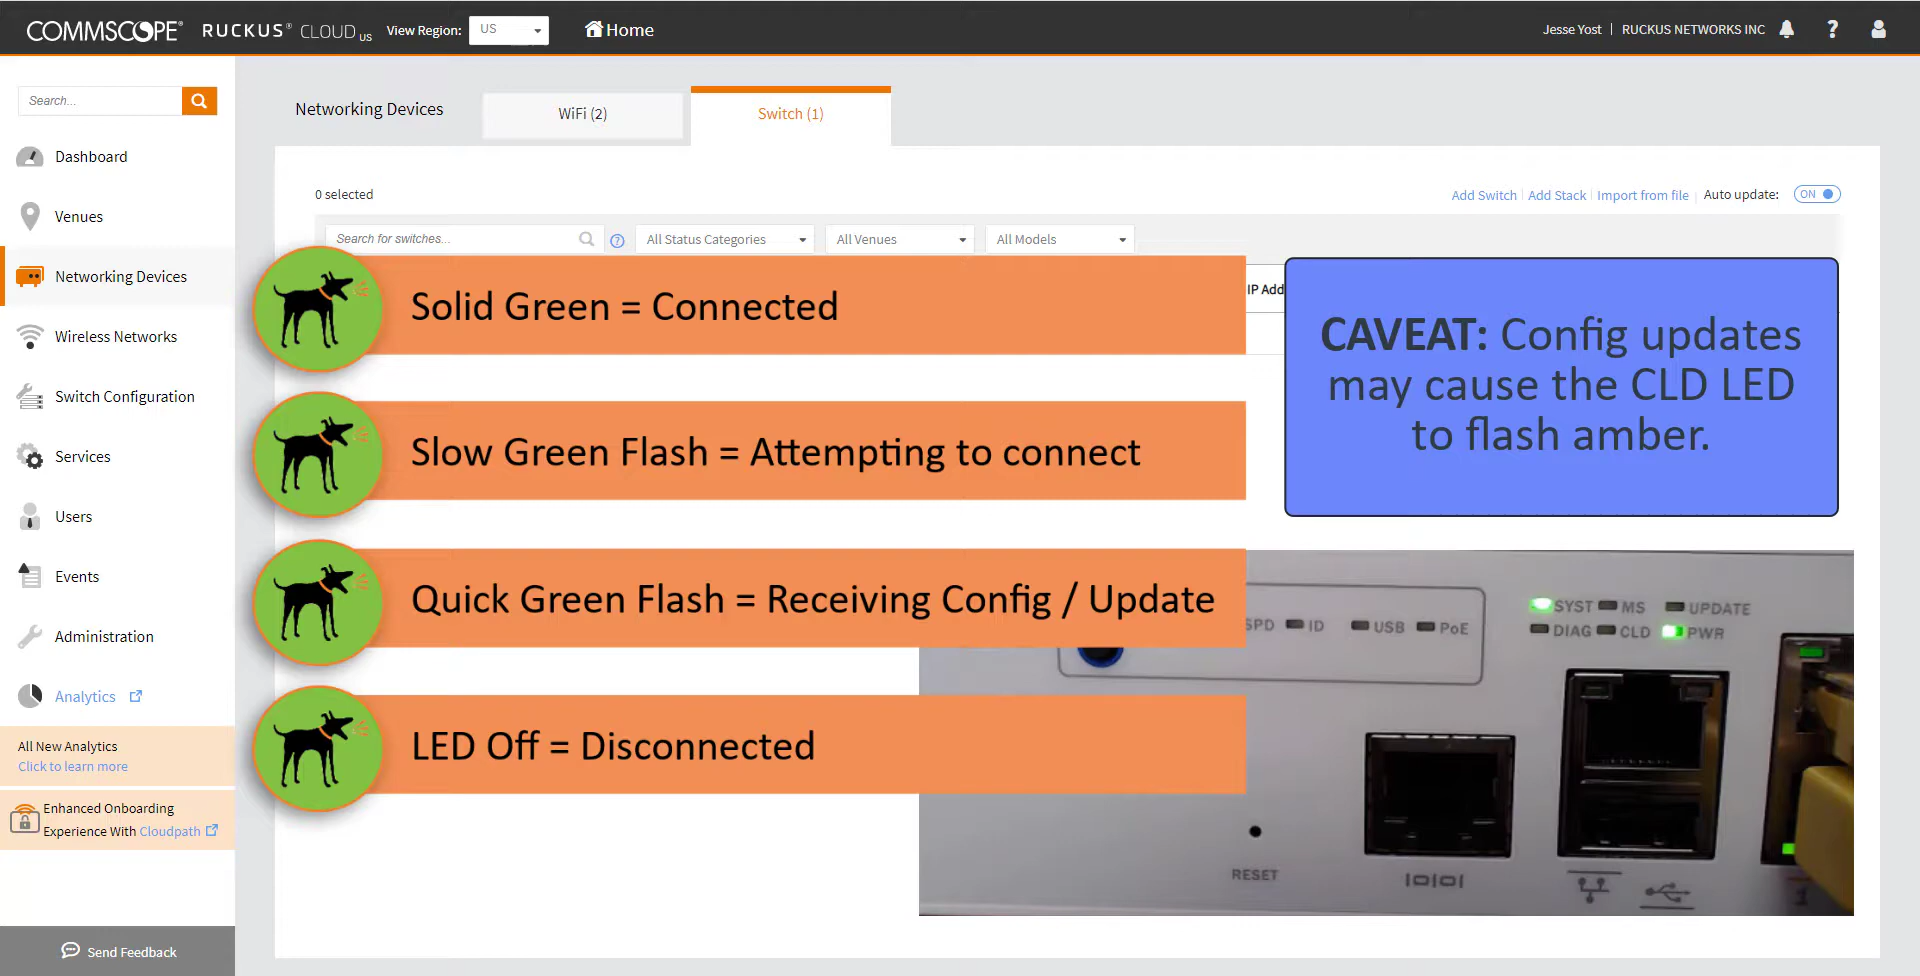 COMMSCOPE® RUCKUS® CLOUD US View Region: US Home
Jesse Yost | RUCKUS NETWORKS INC ?
Search...
Dashboard
Venues
Networking Devices
Wireless Networks
Switch Configuration
Services
Users
Events
Administration
Analytics
All New Analytics
Click to learn more
Enhanced Onboarding
Experience With Cloudpath
Send Feedback
Networking Devices WiFi (2) Switch (1)
0 selected
Add Switch | Add Stack | Import from file | Auto update: ON
Search for switches... ? All Status Categories All Venues All Models
IP Add
Solid Green = Connected
Slow Green Flash = Attempting to connect
Quick Green Flash = Receiving Config / Update
LED Off = Disconnected
CAVEAT: Config updates
may cause the CLD LED
to flash amber.
SPD ID USB PoE
SYST MS UPDATE
DIAG CLD PWR
RESET
|O|O|
1